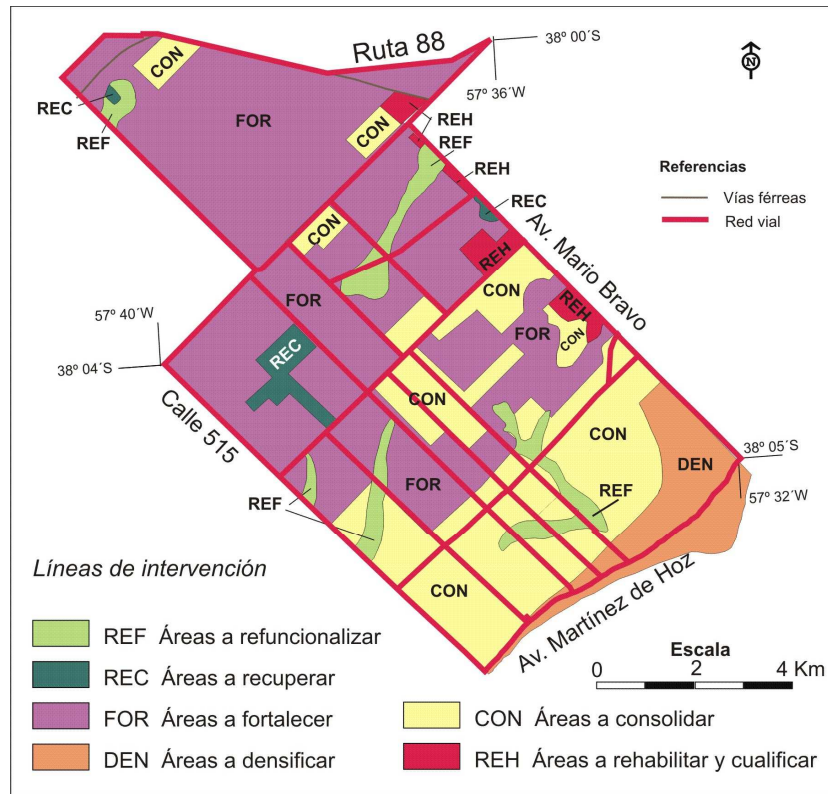 Ruta 88
38º 00´S
N
57º 36´W
CON
REC
REF
FOR
CON
REH
REF
REH
REC
Referencias
Vías férreas
Red vial
CON
Av. Mario Bravo
REH
CON
REH
FOR
FOR
CON
57º 40´W
38º 04´S
REC
CON
Calle 515
CON
DEN
38º 05´S
57º 32´W
FOR
REF
REF
CON
Av. Martínez de Hoz
Líneas de intervención
REF Áreas a refuncionalizar
REC Áreas a recuperar
FOR Áreas a fortalecer
DEN Áreas a densificar
Escala
0 2 4 Km
CON Áreas a consolidar
REH Áreas a rehabilitar y cualificar